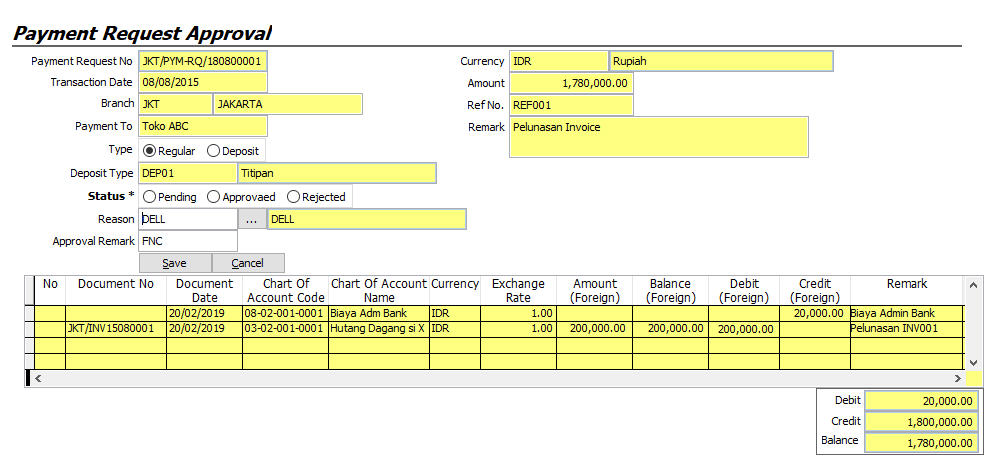 Payment Request Approval
Payment Request No JKT/PYM-RQ/180800001 Currency IDR Rupiah
Transaction Date 08/08/2015 Amount 1,780,000.00
Branch JKT JAKARTA Ref No. REF001
Payment To Toko ABC Remark Pelunasan Invoice
Type Regular Deposit
Deposit Type DEP01 Titipan
Status * Pending Approvaed Rejected
Reason DELL ... DELL
Approval Remark FNC
Save Cancel
No Document No Document Chart Of Chart Of Account Currency Exchange Amount Balance Debit Credit Remark
Date Account Code Name Rate (Foreign) (Foreign) (Foreign) (Foreign)
20/02/2019 08-02-001-0001 Biaya Adm Bank IDR 1.00 20,000.00 Biaya Admin Bank
JKT/INV15080001 20/02/2019 03-02-001-0001 Hutang Dagang si X IDR 1.00 200,000.00 200,000.00 200,000.00 Pelunasan INV001
Debit 20,000.00
Credit 1,800,000.00
Balance 1,780,000.00